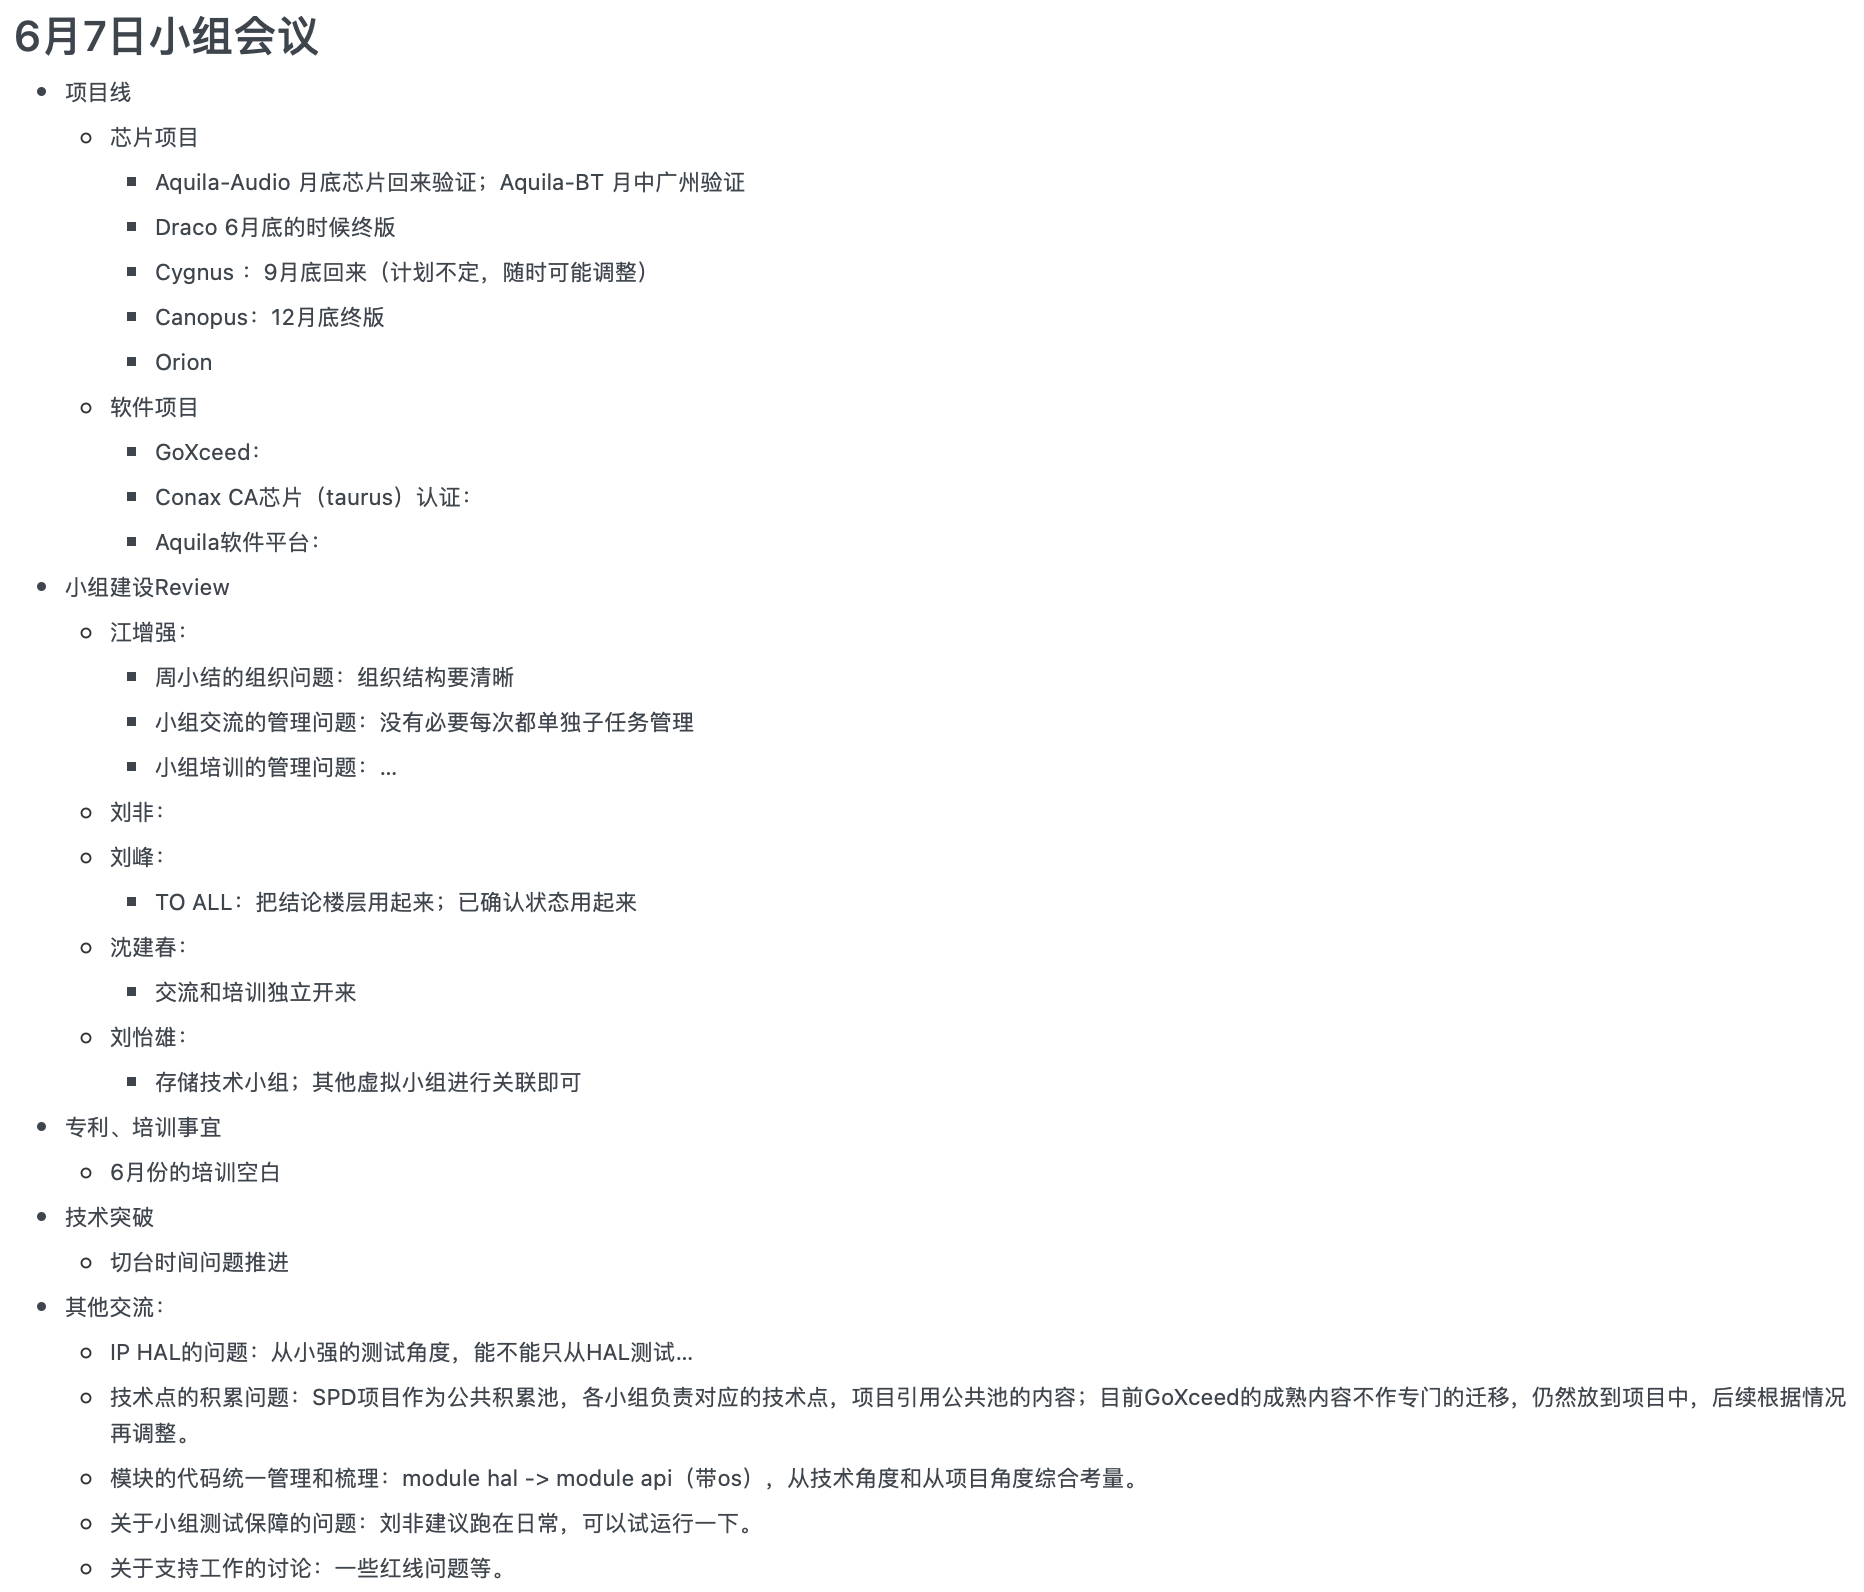 6月7日小组会议
项目线
芯片项目
Aquila-Audio 月底芯片回来验证；Aquila-BT 月中广州验证
Draco 6月底的时候终版
Cygnus ：9月底回来（计划不定，随时可能调整）
Canopus：12月底终版
Orion
软件项目
GoXceed：
Conax CA芯片（taurus）认证：
Aquila软件平台：
小组建设Review
江增强：
周小结的组织问题：组织结构要清晰
小组交流的管理问题：没有必要每次都单独子任务管理
小组培训的管理问题：...
刘非：
刘峰：
TO ALL：把结论楼层用起来；已确认状态用起来
沈建春：
交流和培训独立开来
刘怡雄：
存储技术小组；其他虚拟小组进行关联即可
专利、培训事宜
6月份的培训空白
技术突破
切台时间问题推进
其他交流：
IP HAL的问题：从小强的测试角度，能不能只从HAL测试...
技术点的积累问题：SPD项目作为公共积累池，各小组负责对应的技术点，项目引用公共池的内容；目前GoXceed的成熟内容不作专门的迁移，仍然放到项目中，后续根据情况
再调整。
模块的代码统一管理和梳理：module hal -> module api（带os），从技术角度和从项目角度综合考量。
关于小组测试保障的问题：刘非建议跑在日常，可以试运行一下。
关于支持工作的讨论：一些红线问题等。